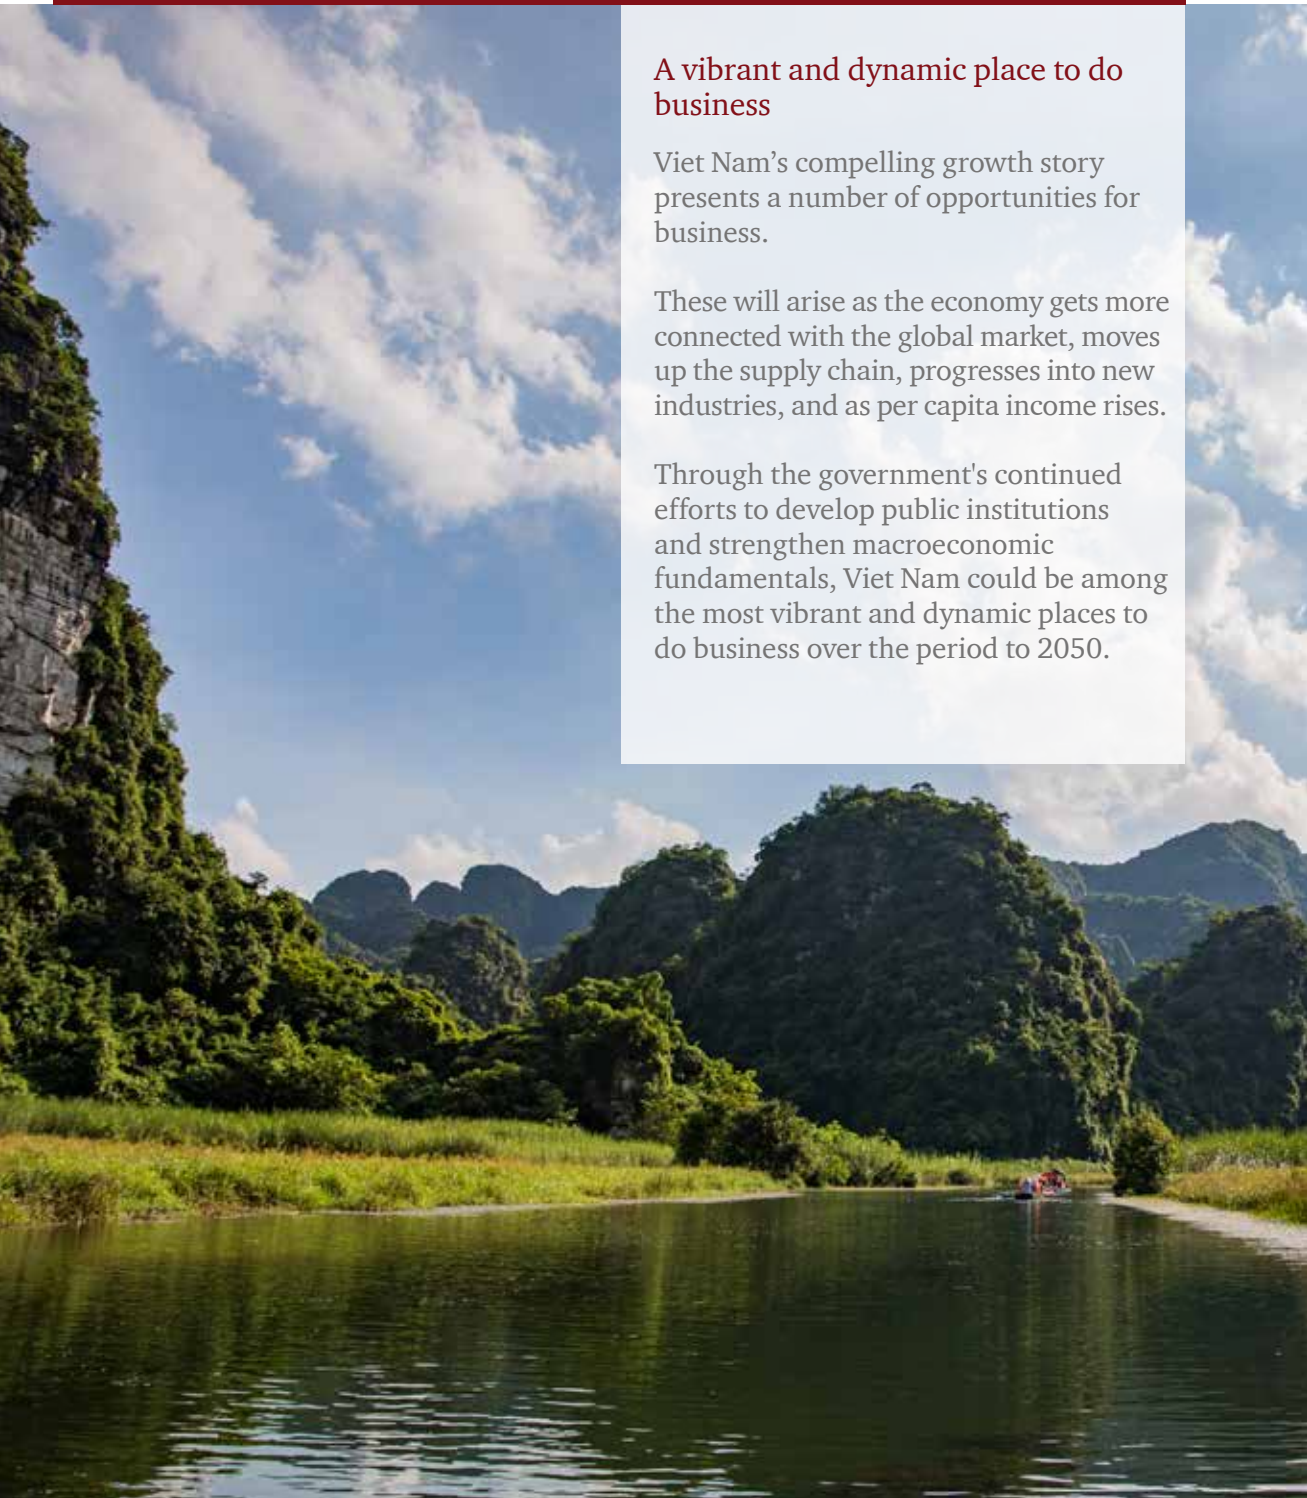 A vibrant and dynamic place to do
business
Viet Nam’s compelling growth story
presents a number of opportunities for
business.
These will arise as the economy gets more
connected with the global market, moves
up the supply chain, progresses into new
industries, and as per capita income rises.
Through the government's continued
efforts to develop public institutions
and strengthen macroeconomic
fundamentals, Viet Nam could be among
the most vibrant and dynamic places to
do business over the period to 2050.